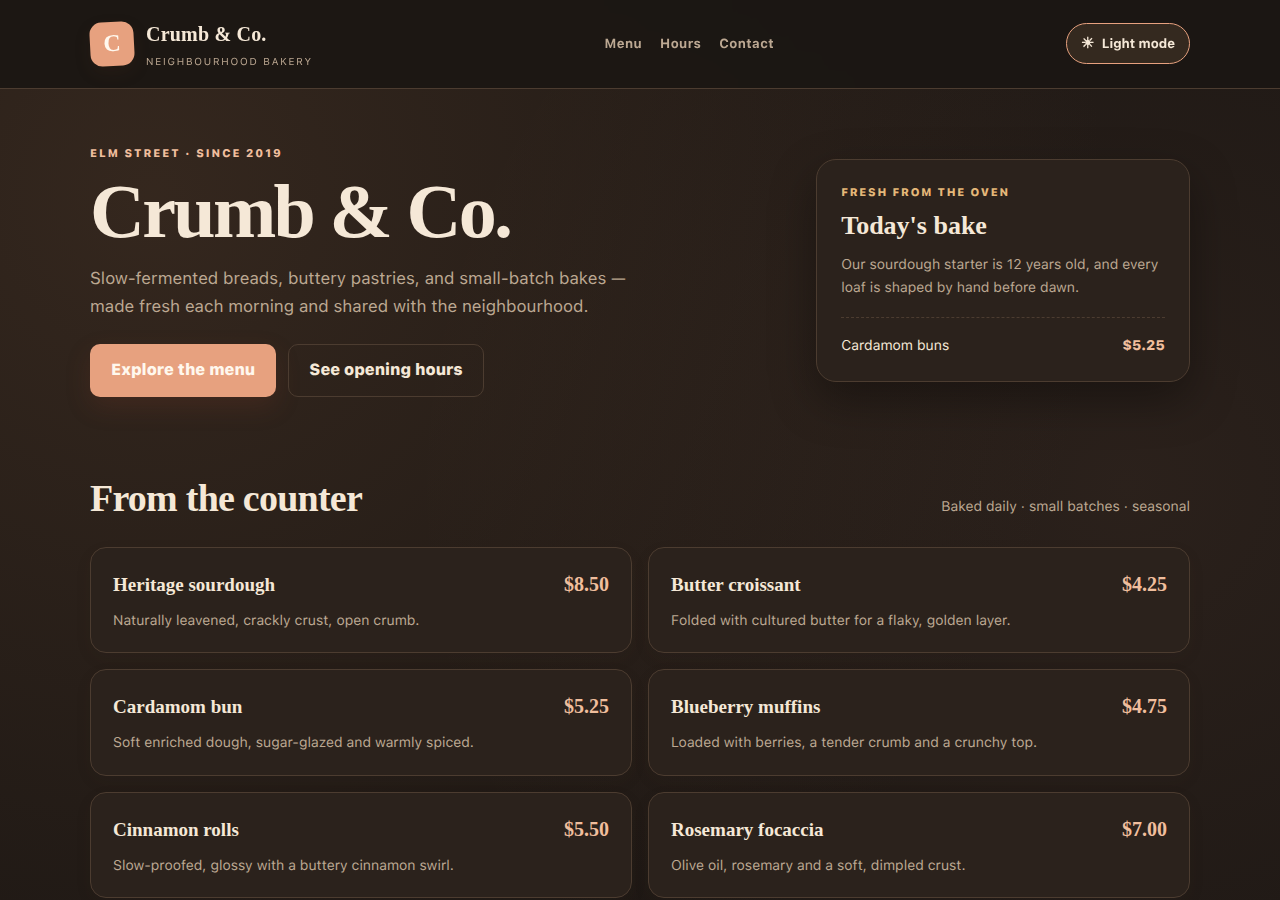 C
Crumb & Co.
NEIGHBOURHOOD BAKERY
Menu
Hours
Contact
☀ Light mode
ELM STREET · SINCE 2019
Crumb & Co.
Slow-fermented breads, buttery pastries, and small-batch bakes —
made fresh each morning and shared with the neighbourhood.
Explore the menu
See opening hours
FRESH FROM THE OVEN
Today's bake
Our sourdough starter is 12 years old, and every
loaf is shaped by hand before dawn.
Cardamom buns
$5.25
From the counter
Baked daily · small batches · seasonal
Heritage sourdough
$8.50
Naturally leavened, crackly crust, open crumb.
Butter croissant
$4.25
Folded with cultured butter for a flaky, golden layer.
Cardamom bun
$5.25
Soft enriched dough, sugar-glazed and warmly spiced.
Blueberry muffins
$4.75
Loaded with berries, a tender crumb and a crunchy top.
Cinnamon rolls
$5.50
Slow-proofed, glossy with a buttery cinnamon swirl.
Rosemary focaccia
$7.00
Olive oil, rosemary and a soft, dimpled crust.